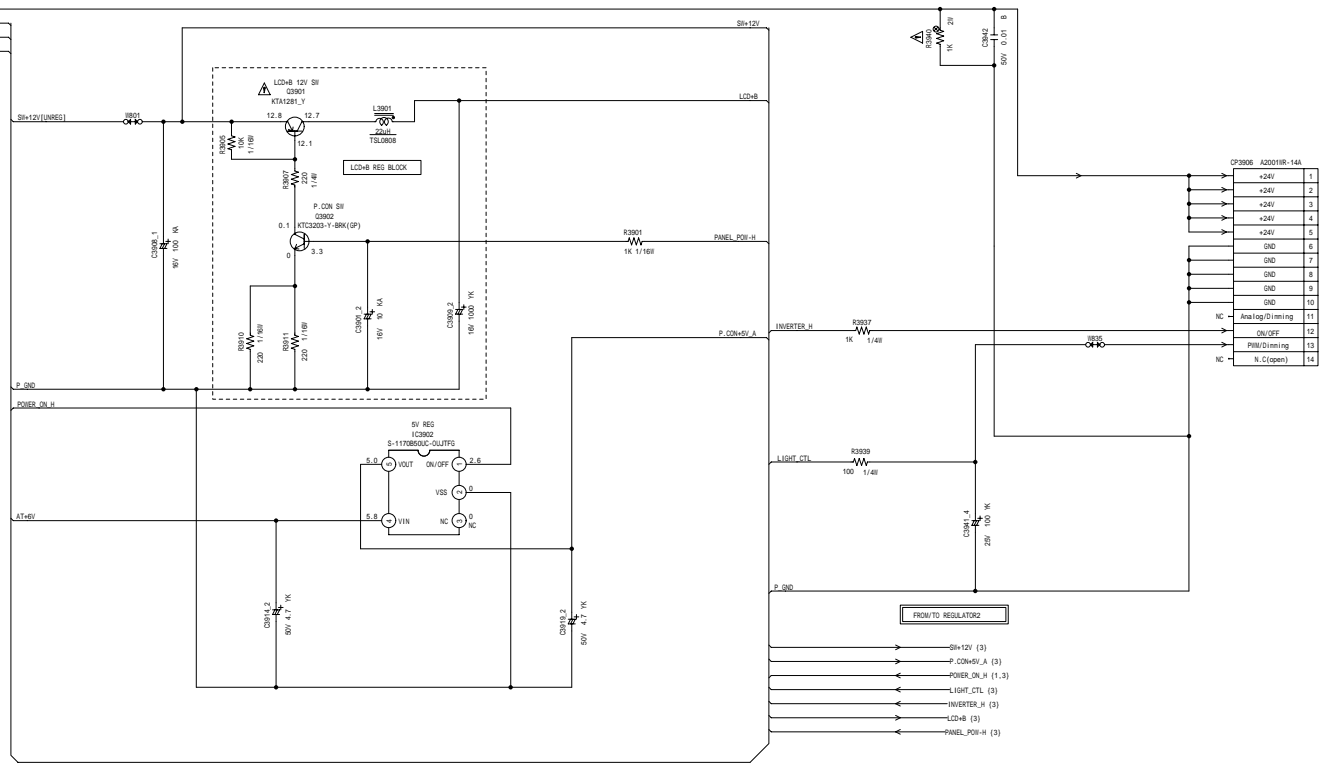 SW+12V
R3940
1K
2W
C3942
50V 0.01 B
LCD+B 12V SW
Q3901
KTA1281_Y
LCD+B
SW+12V[UNREG]
W801
12.8
12.7
12.1
L3901
22uH
TSL0808
R3905
10K
1/16W
LCD+B REG BLOCK
R3907
220
1/4W
CP3906 A2001WR-14A
+24V 1
+24V 2
+24V 3
+24V 4
+24V 5
GND 6
GND 7
GND 8
GND 9
GND 10
NC Analog/Dimming 11
ON/OFF 12
PWM/Dimming 13
NC N.C(open) 14
P.CON SW
Q3902
KTC3203-Y-BRK(GP)
0.1
3.3
0
C3908_1
16V 100 KA
R3901
1K 1/16W
PANEL_POW-H
R3910
220 1/16W
R3911
220 1/16W
C3901_2
16V 10 KA
C3909_2
16V 1000 YK
INVERTER_H
R3937
1K 1/4W
P.CON+5V_A
W835
P_GND
POWER_ON_H
5V REG
IC3902
S-1170B50UC-OUJTFG
5.0 5 VOUT
ON/OFF 1 2.6
VSS 2 0
5.8 4 VIN
NC 3 0
NC
AT+6V
LIGHT_CTL
R3939
100 1/4W
C3941_4
25V 100 YK
C3914_2
50V 4.7 YK
C3919_2
50V 4.7 YK
P_GND
FROM/TO REGULATOR2
SW+12V (3)
P.CON+5V_A (3)
POWER_ON_H (1,3)
LIGHT_CTL (3)
INVERTER_H (3)
LCD+B (3)
PANEL_POW-H (3)